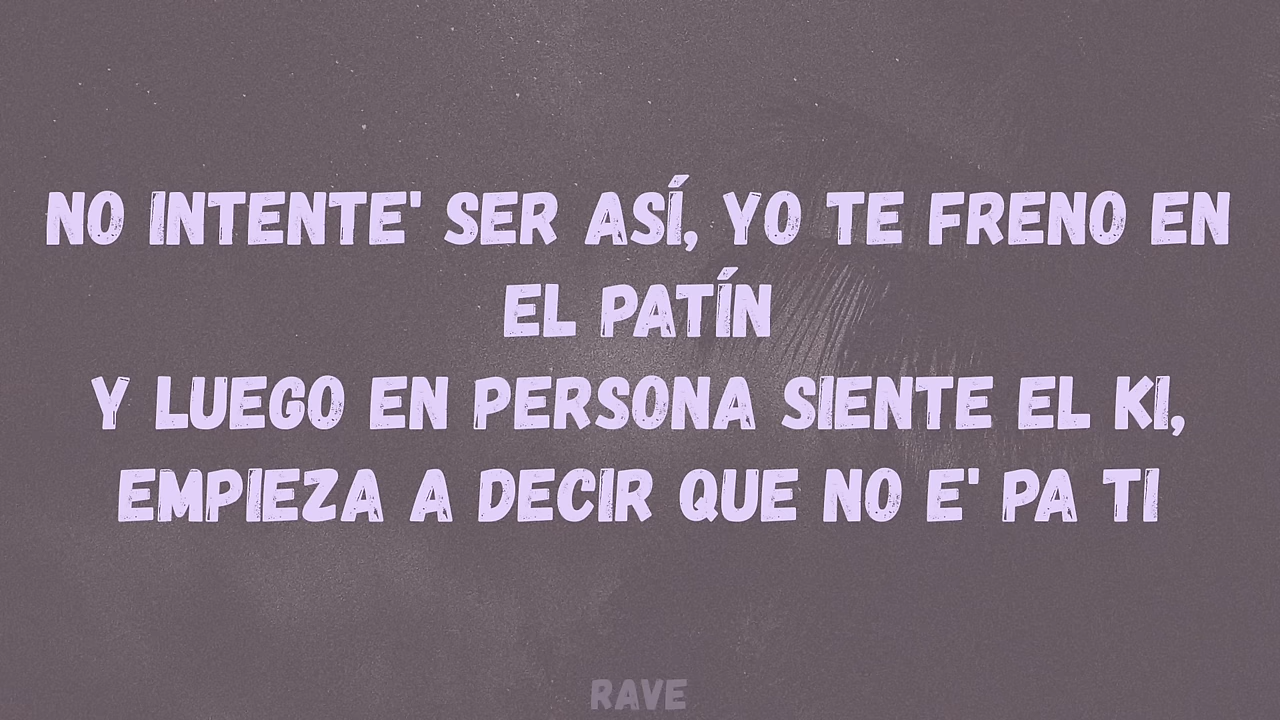 NO INTENTE' SER ASÍ, YO TE FRENO EN
EL PATÍN
Y LUEGO EN PERSONA SIENTE EL KI,
EMPIEZA A DECIR QUE NO E' PA TI
RAVE